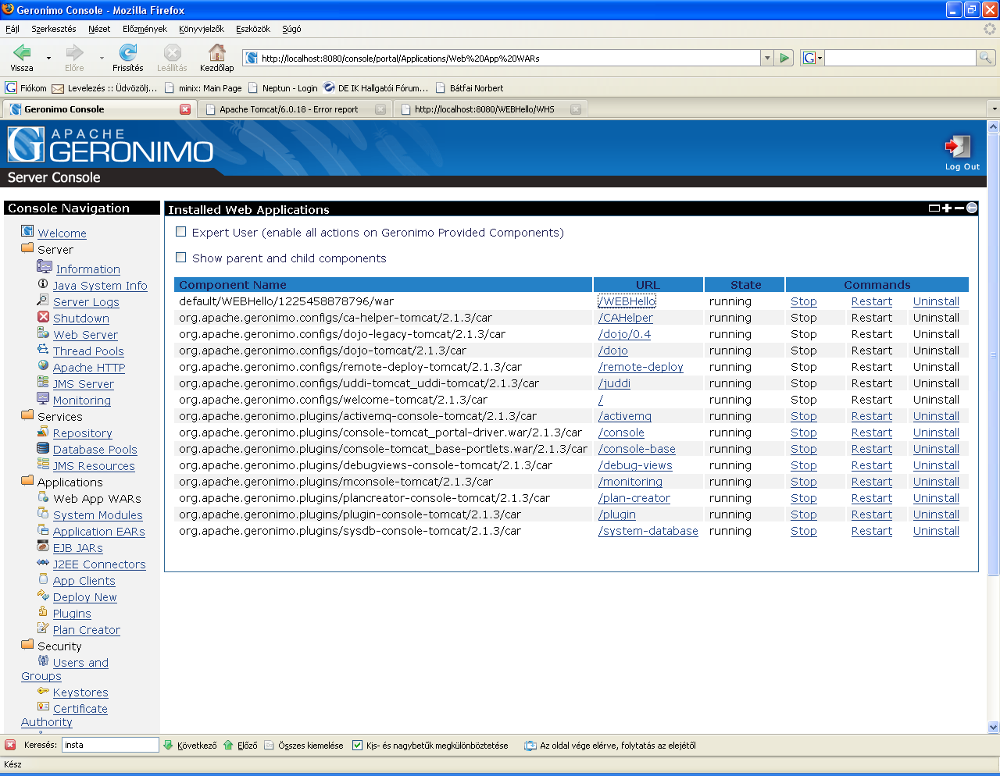 Geronimo Console - Mozilla Firefox
Fájl Szerkesztés Nézet Előzmények Könyvjelzők Eszközök Súgó
Vissza Előre Frissítés Leállítás Kezdőlap http://localhost:8080/console/portal/Applications/Web%20App%20WARs
Fiókom Levelezés :: Üdvözölj... minix: Main Page Neptun - Login DE IK Hallgatói Fórum... Bátfai Norbert
Geronimo Console Apache Tomcat/6.0.18 - Error report http://localhost:8080/WEBHello/WHS
APACHE
GERONIMO
Server Console
Log Out
Console Navigation
Welcome
Server
Information
Java System Info
Server Logs
Shutdown
Web Server
Thread Pools
Apache HTTP
JMS Server
Monitoring
Services
Repository
Database Pools
JMS Resources
Applications
Web App WARs
System Modules
Application EARs
EJB JARs
J2EE Connectors
App Clients
Deploy New
Plugins
Plan Creator
Security
Users and
Groups
Keystores
Certificate
Authority
Installed Web Applications
Expert User (enable all actions on Geronimo Provided Components)
Show parent and child components
Component Name URL State Commands
default/WEBHello/1225458878796/war /WEBHello running Stop Restart Uninstall
org.apache.geronimo.configs/ca-helper-tomcat/2.1.3/car /CAHelper running Stop Restart Uninstall
org.apache.geronimo.configs/dojo-legacy-tomcat/2.1.3/car /dojo/0.4 running Stop Restart Uninstall
org.apache.geronimo.configs/dojo-tomcat/2.1.3/car /dojo running Stop Restart Uninstall
org.apache.geronimo.configs/remote-deploy-tomcat/2.1.3/car /remote-deploy running Stop Restart Uninstall
org.apache.geronimo.configs/uddi-tomcat_uddi-tomcat/2.1.3/car /juddi running Stop Restart Uninstall
org.apache.geronimo.configs/welcome-tomcat/2.1.3/car / running Stop Restart Uninstall
org.apache.geronimo.plugins/activemq-console-tomcat/2.1.3/car /activemq running Stop Restart Uninstall
org.apache.geronimo.plugins/console-tomcat_portal-driver.war/2.1.3/car /console running Stop Restart Uninstall
org.apache.geronimo.plugins/console-tomcat_base-portlets.war/2.1.3/car /console-base running Stop Restart Uninstall
org.apache.geronimo.plugins/debugviews-console-tomcat/2.1.3/car /debug-views running Stop Restart Uninstall
org.apache.geronimo.plugins/mconsole-tomcat/2.1.3/car /monitoring running Stop Restart Uninstall
org.apache.geronimo.plugins/plancreator-console-tomcat/2.1.3/car /plan-creator running Stop Restart Uninstall
org.apache.geronimo.plugins/plugin-console-tomcat/2.1.3/car /plugin running Stop Restart Uninstall
org.apache.geronimo.plugins/sysdb-console-tomcat/2.1.3/car /system-database running Stop Restart Uninstall
Keresés: insta Következő Előző Összes kiemelése Kis- és nagybetűk megkülönböztetése Az oldal vége elérve, folytatás az elejétől
Kész